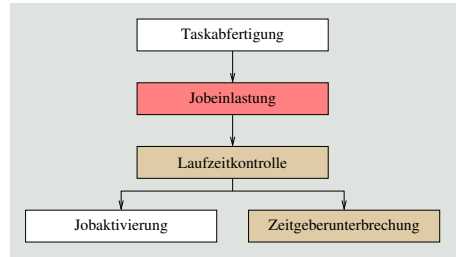 Taskabfertigung
Jobeinlastung
Laufzeitkontrolle
Jobaktivierung
Zeitgeberunterbrechung